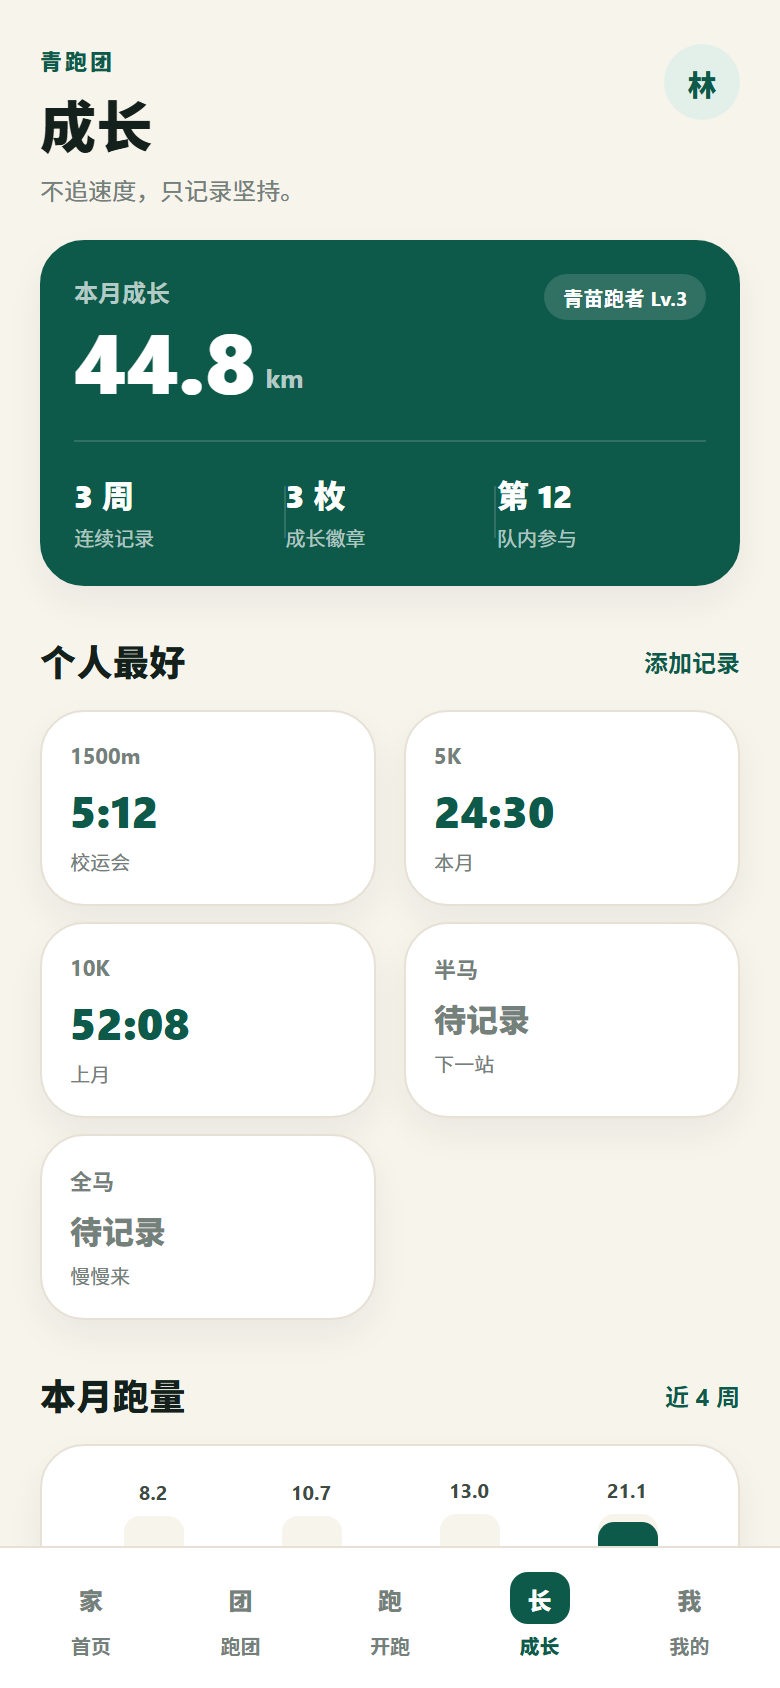 青跑团
林
成长
不追速度，只记录坚持。
本月成长
青苗跑者 Lv.3
44.8 km
3 周
3 枚
第 12
连续记录
成长徽章
队内参与
个人最好
添加记录
1500m
5:12
校运会
5K
24:30
本月
10K
52:08
上月
半马
待记录
下一站
全马
待记录
慢慢来
本月跑量
近 4 周
8.2
10.7
13.0
21.1
家
团
跑
长
我
首页
跑团
开跑
成长
我的